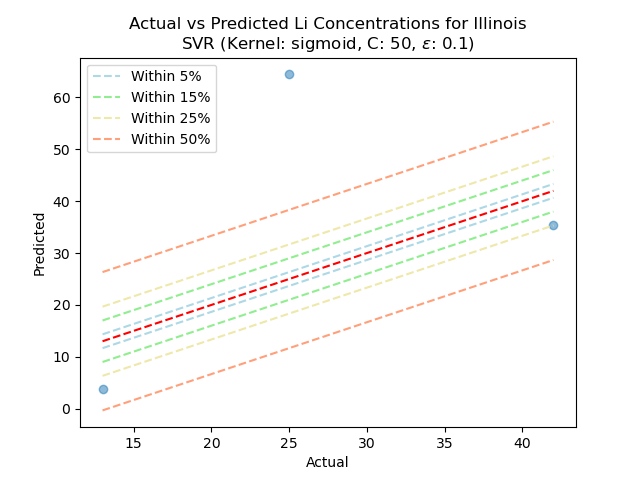 Actual vs Predicted Li Concentrations for Illinois
SVR (Kernel: sigmoid, C: 50, ε: 0.1)
Within 5%
Within 15%
Within 25%
Within 50%
Predicted
60
50
40
30
20
10
0
15 20 25 30 35 40
Actual